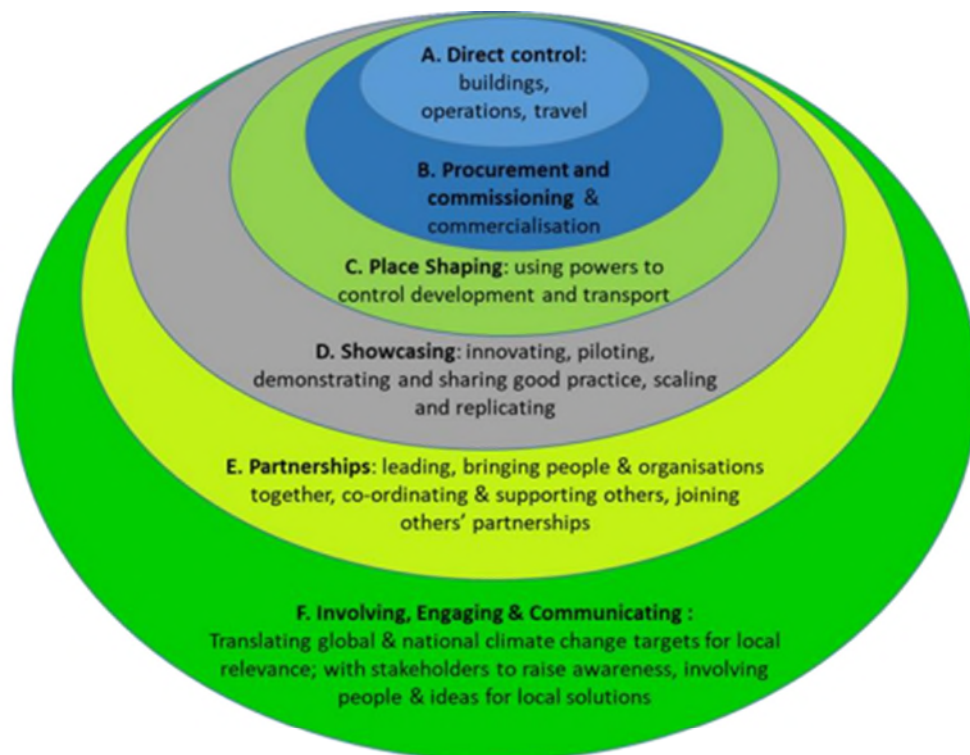 A. Direct control:
buildings,
operations, travel
B. Procurement and
commissioning &
commercialisation
C. Place Shaping: using powers to
control development and transport
D. Showcasing: innovating, piloting,
demonstrating and sharing good practice, scaling
and replicating
E. Partnerships: leading, bringing people & organisations
together, co-ordinating & supporting others, joining
others’ partnerships
F. Involving, Engaging & Communicating :
Translating global & national climate change targets for local
relevance; with stakeholders to raise awareness, involving
people & ideas for local solutions